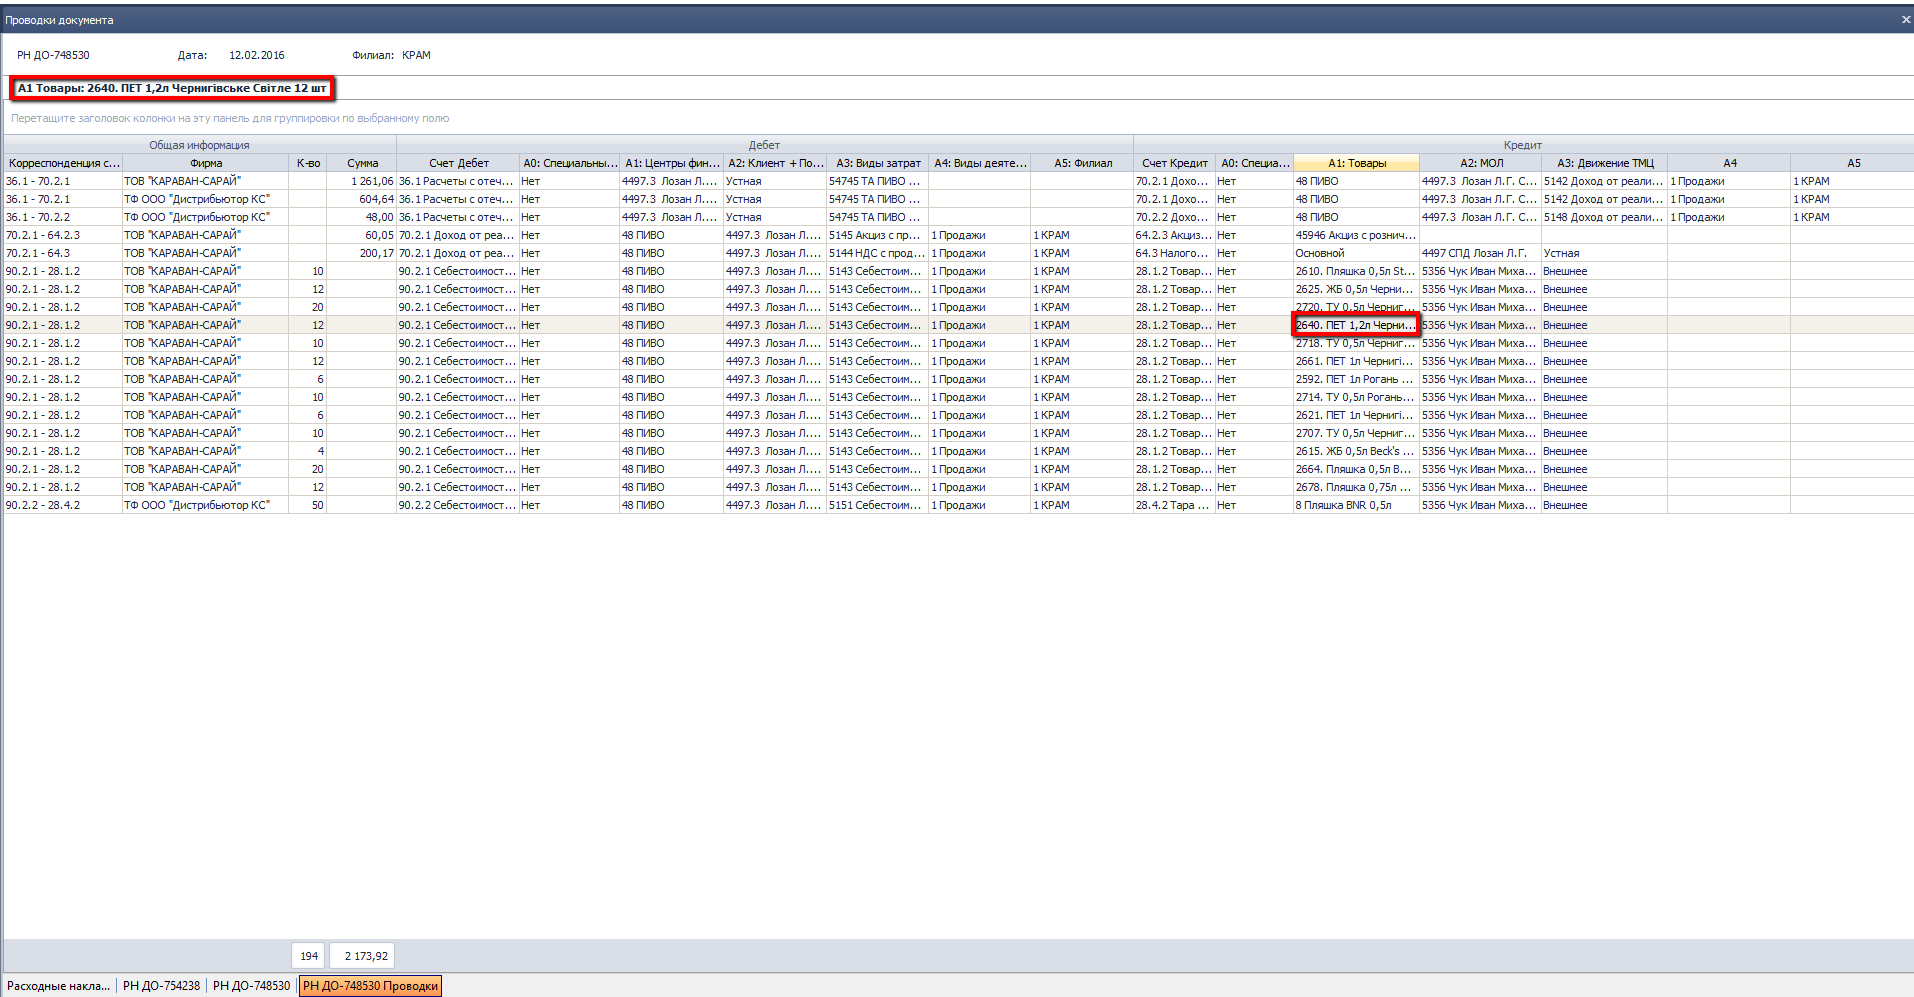 Проводки документа
РН ДО-748530 Дата: 12.02.2016 Филиал: КРАМ
А1 Товары: 2640. ПЕТ 1,2л Чернигівське Світле 12 шт
Перетащите заголовок колонки на эту панель для группировки по выбранному полю
Общая информация Дебет Кредит
Корреспонденция с... Фирма К-во Сумма Счет Дебет А0: Специальны... А1: Центры фин... А2: Клиент +По... А3: Виды затрат А4: Виды деяте... А5: Филиал Счет Кредит А0: Специа... А1: Товары А2: МОЛ А3: Движение ТМЦ А4 А5
36.1 - 70.2.1 ТОВ "КАРАВАН-САРАЙ" 1 261,06 36.1 Расчеты с отеч... Нет 4497.3 Лозан Л.... Устная 54745 ТА ПИВО ... 70.2.1 Дохо... Нет 48 ПИВО 4497.3 Лозан Л.Г. С... 5142 Доход от реали... 1 Продажи 1 КРАМ
36.1 - 70.2.1 ТФ ООО "Дистрибьютор КС" 604,64 36.1 Расчеты с отеч... Нет 4497.3 Лозан Л.... Устная 54745 ТА ПИВО ... 70.2.1 Дохо... Нет 48 ПИВО 4497.3 Лозан Л.Г. С... 5142 Доход от реали... 1 Продажи 1 КРАМ
36.1 - 70.2.2 ТФ ООО "Дистрибьютор КС" 48,00 36.1 Расчеты с отеч... Нет 4497.3 Лозан Л.... Устная 54745 ТА ПИВО ... 70.2.2 Дохо... Нет 48 ПИВО 4497.3 Лозан Л.Г. С... 5148 Доход от реали... 1 Продажи 1 КРАМ
70.2.1 - 64.2.3 ТОВ "КАРАВАН-САРАЙ" 60,05 70.2.1 Доход от реа... Нет 48 ПИВО 4497.3 Лозан Л.... 5145 Акциз с пр... 1 Продажи 1 КРАМ 64.2.3 Акциз... Нет 45946 Акциз с рознич...
70.2.1 - 64.3 ТОВ "КАРАВАН-САРАЙ" 200,17 70.2.1 Доход от реа... Нет 48 ПИВО 4497.3 Лозан Л.... 5144 НДС с прод... 1 Продажи 1 КРАМ 64.3 Налого... Нет Основной 4497 СПД Лозан Л.Г. Устная
90.2.1 - 28.1.2 ТОВ "КАРАВАН-САРАЙ" 10 90.2.1 Себестоимост... Нет 48 ПИВО 4497.3 Лозан Л.... 5143 Себестоим... 1 Продажи 1 КРАМ 28.1.2 Товар... Нет 2610. Пляшка 0,5л St... 5356 Чук Иван Миха... Внешнее
90.2.1 - 28.1.2 ТОВ "КАРАВАН-САРАЙ" 12 90.2.1 Себестоимост... Нет 48 ПИВО 4497.3 Лозан Л.... 5143 Себестоим... 1 Продажи 1 КРАМ 28.1.2 Товар... Нет 2625. ЖБ 0,5л Черни... 5356 Чук Иван Миха... Внешнее
90.2.1 - 28.1.2 ТОВ "КАРАВАН-САРАЙ" 20 90.2.1 Себестоимост... Нет 48 ПИВО 4497.3 Лозан Л.... 5143 Себестоим... 1 Продажи 1 КРАМ 28.1.2 Товар... Нет 2720. ТУ 0,5л Черниг... 5356 Чук Иван Миха... Внешнее
90.2.1 - 28.1.2 ТОВ "КАРАВАН-САРАЙ" 12 90.2.1 Себестоимост... Нет 48 ПИВО 4497.3 Лозан Л.... 5143 Себестоим... 1 Продажи 1 КРАМ 28.1.2 Товар... Нет 2640. ПЕТ 1,2л Черни... 5356 Чук Иван Миха... Внешнее
90.2.1 - 28.1.2 ТОВ "КАРАВАН-САРАЙ" 10 90.2.1 Себестоимост... Нет 48 ПИВО 4497.3 Лозан Л.... 5143 Себестоим... 1 Продажи 1 КРАМ 28.1.2 Товар... Нет 2718. ТУ 0,5л Черниг... 5356 Чук Иван Миха... Внешнее
90.2.1 - 28.1.2 ТОВ "КАРАВАН-САРАЙ" 12 90.2.1 Себестоимост... Нет 48 ПИВО 4497.3 Лозан Л.... 5143 Себестоим... 1 Продажи 1 КРАМ 28.1.2 Товар... Нет 2661. ПЕТ 1л Чернигі... 5356 Чук Иван Миха... Внешнее
90.2.1 - 28.1.2 ТОВ "КАРАВАН-САРАЙ" 6 90.2.1 Себестоимост... Нет 48 ПИВО 4497.3 Лозан Л.... 5143 Себестоим... 1 Продажи 1 КРАМ 28.1.2 Товар... Нет 2592. ПЕТ 1л Рогань ... 5356 Чук Иван Миха... Внешнее
90.2.1 - 28.1.2 ТОВ "КАРАВАН-САРАЙ" 10 90.2.1 Себестоимост... Нет 48 ПИВО 4497.3 Лозан Л.... 5143 Себестоим... 1 Продажи 1 КРАМ 28.1.2 Товар... Нет 2714. ТУ 0,5л Рогань... 5356 Чук Иван Миха... Внешнее
90.2.1 - 28.1.2 ТОВ "КАРАВАН-САРАЙ" 6 90.2.1 Себестоимост... Нет 48 ПИВО 4497.3 Лозан Л.... 5143 Себестоим... 1 Продажи 1 КРАМ 28.1.2 Товар... Нет 2621. ПЕТ 1л Чернигі... 5356 Чук Иван Миха... Внешнее
90.2.1 - 28.1.2 ТОВ "КАРАВАН-САРАЙ" 10 90.2.1 Себестоимост... Нет 48 ПИВО 4497.3 Лозан Л.... 5143 Себестоим... 1 Продажи 1 КРАМ 28.1.2 Товар... Нет 2707. ТУ 0,5л Черниг... 5356 Чук Иван Миха... Внешнее
90.2.1 - 28.1.2 ТОВ "КАРАВАН-САРАЙ" 4 90.2.1 Себестоимост... Нет 48 ПИВО 4497.3 Лозан Л.... 5143 Себестоим... 1 Продажи 1 КРАМ 28.1.2 Товар... Нет 2615. ЖБ 0,5л Beck's ... 5356 Чук Иван Миха... Внешнее
90.2.1 - 28.1.2 ТОВ "КАРАВАН-САРАЙ" 20 90.2.1 Себестоимост... Нет 48 ПИВО 4497.3 Лозан Л.... 5143 Себестоим... 1 Продажи 1 КРАМ 28.1.2 Товар... Нет 2664. Пляшка 0,5л B... 5356 Чук Иван Миха... Внешнее
90.2.1 - 28.1.2 ТОВ "КАРАВАН-САРАЙ" 12 90.2.1 Себестоимост... Нет 48 ПИВО 4497.3 Лозан Л.... 5143 Себестоим... 1 Продажи 1 КРАМ 28.1.2 Товар... Нет 2678. Пляшка 0,75л ... 5356 Чук Иван Миха... Внешнее
90.2.2 - 28.4.2 ТФ ООО "Дистрибьютор КС" 50 90.2.2 Себестоимост... Нет 48 ПИВО 4497.3 Лозан Л.... 5151 Себестоим... 1 Продажи 1 КРАМ 28.4.2 Тара ... Нет 8 Пляшка BNR 0,5л 5356 Чук Иван Миха... Внешнее
194 2 173,92
Расходные накла... РН ДО-754238 РН ДО-748530 РН ДО-748530 Проводки